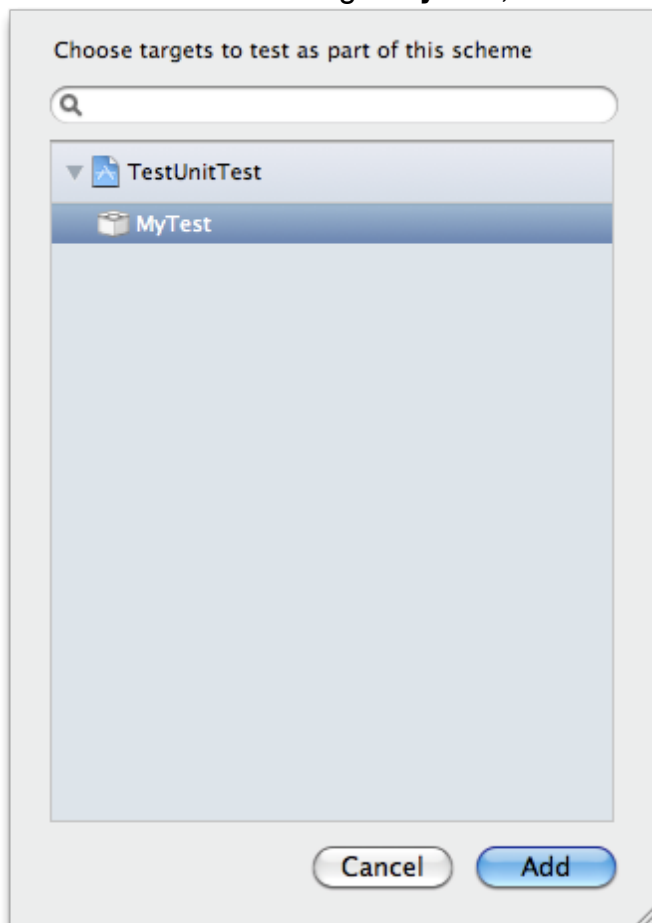 Choose targets to test as part of this scheme
TestUnitTest
MyTest
Cancel
Add